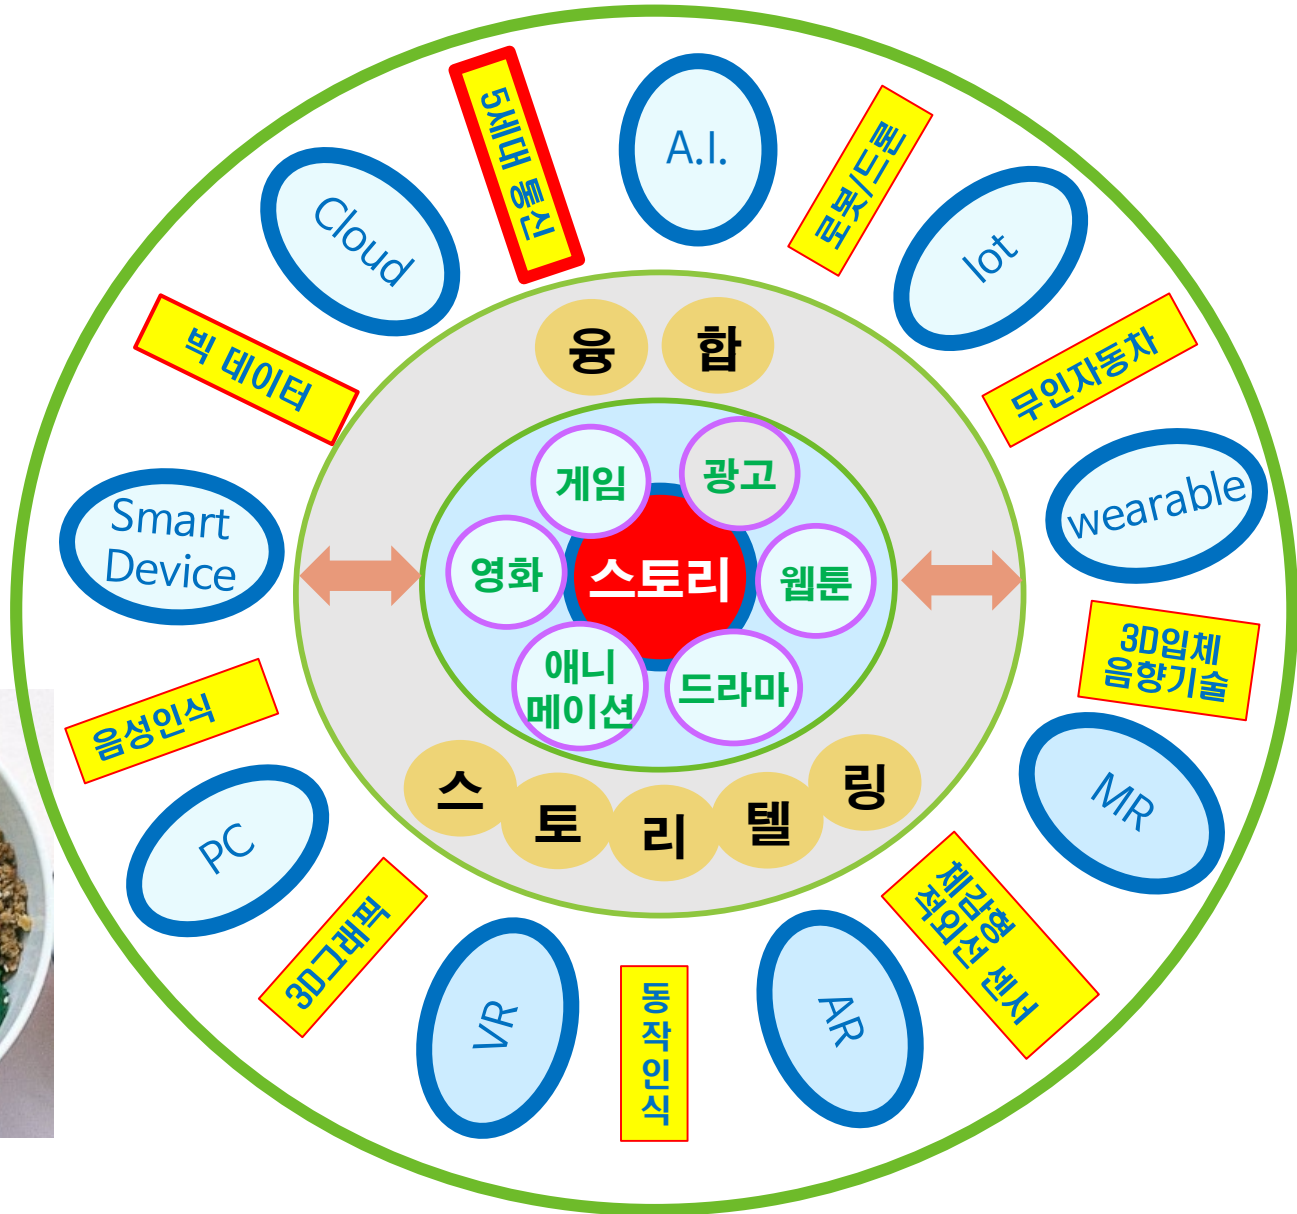 5세대 통신
A.I.
로봇/드론
Iot
무인자동차
wearable
3D입체
음향기술
MR
체감형
적외선 센서
AR
동작인식
VR
3D그래픽
PC
음성인식
Smart
Device
빅 데이터
Cloud
융합
게임
광고
영화
스토리
웹툰
애니
메이션
드라마
스토리텔링